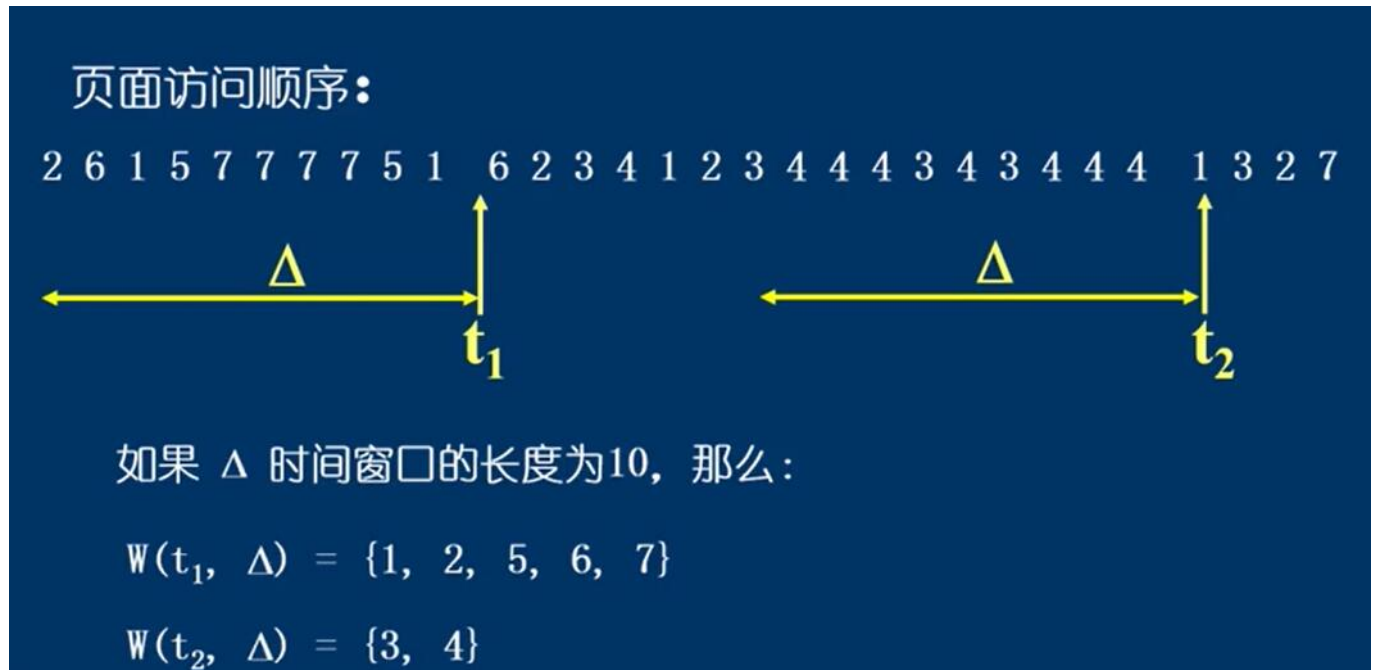 页面访问顺序：
2 6 1 5 7 7 7 7 5 1 6 2 3 4 1 2 3 4 4 4 3 4 3 4 4 4 1 3 2 7
Δ Δ
t₁ t₂
如果 Δ 时间窗口的长度为10，那么：
W(t₁, Δ) = {1, 2, 5, 6, 7}
W(t₂, Δ) = {3, 4}